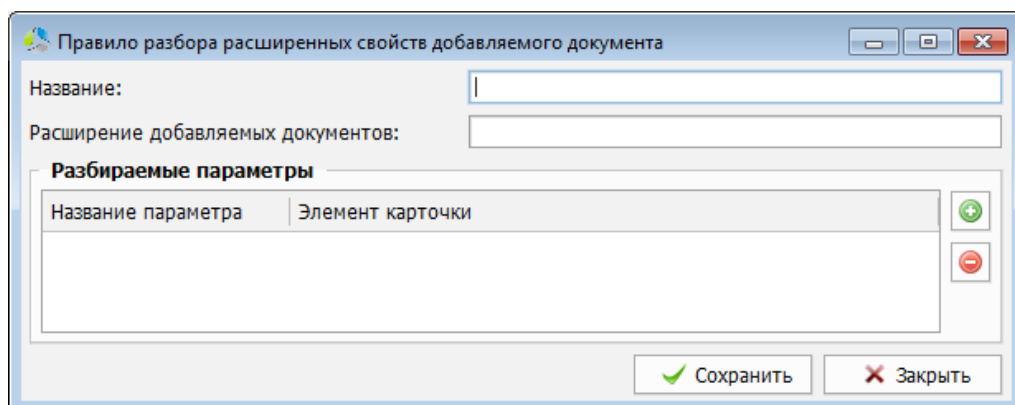 Правило разбора расширенных свойств добавляемого документа
Название:
Расширение добавляемых документов:
Разбираемые параметры
Название параметра Элемент карточки
Сохранить Закрыть